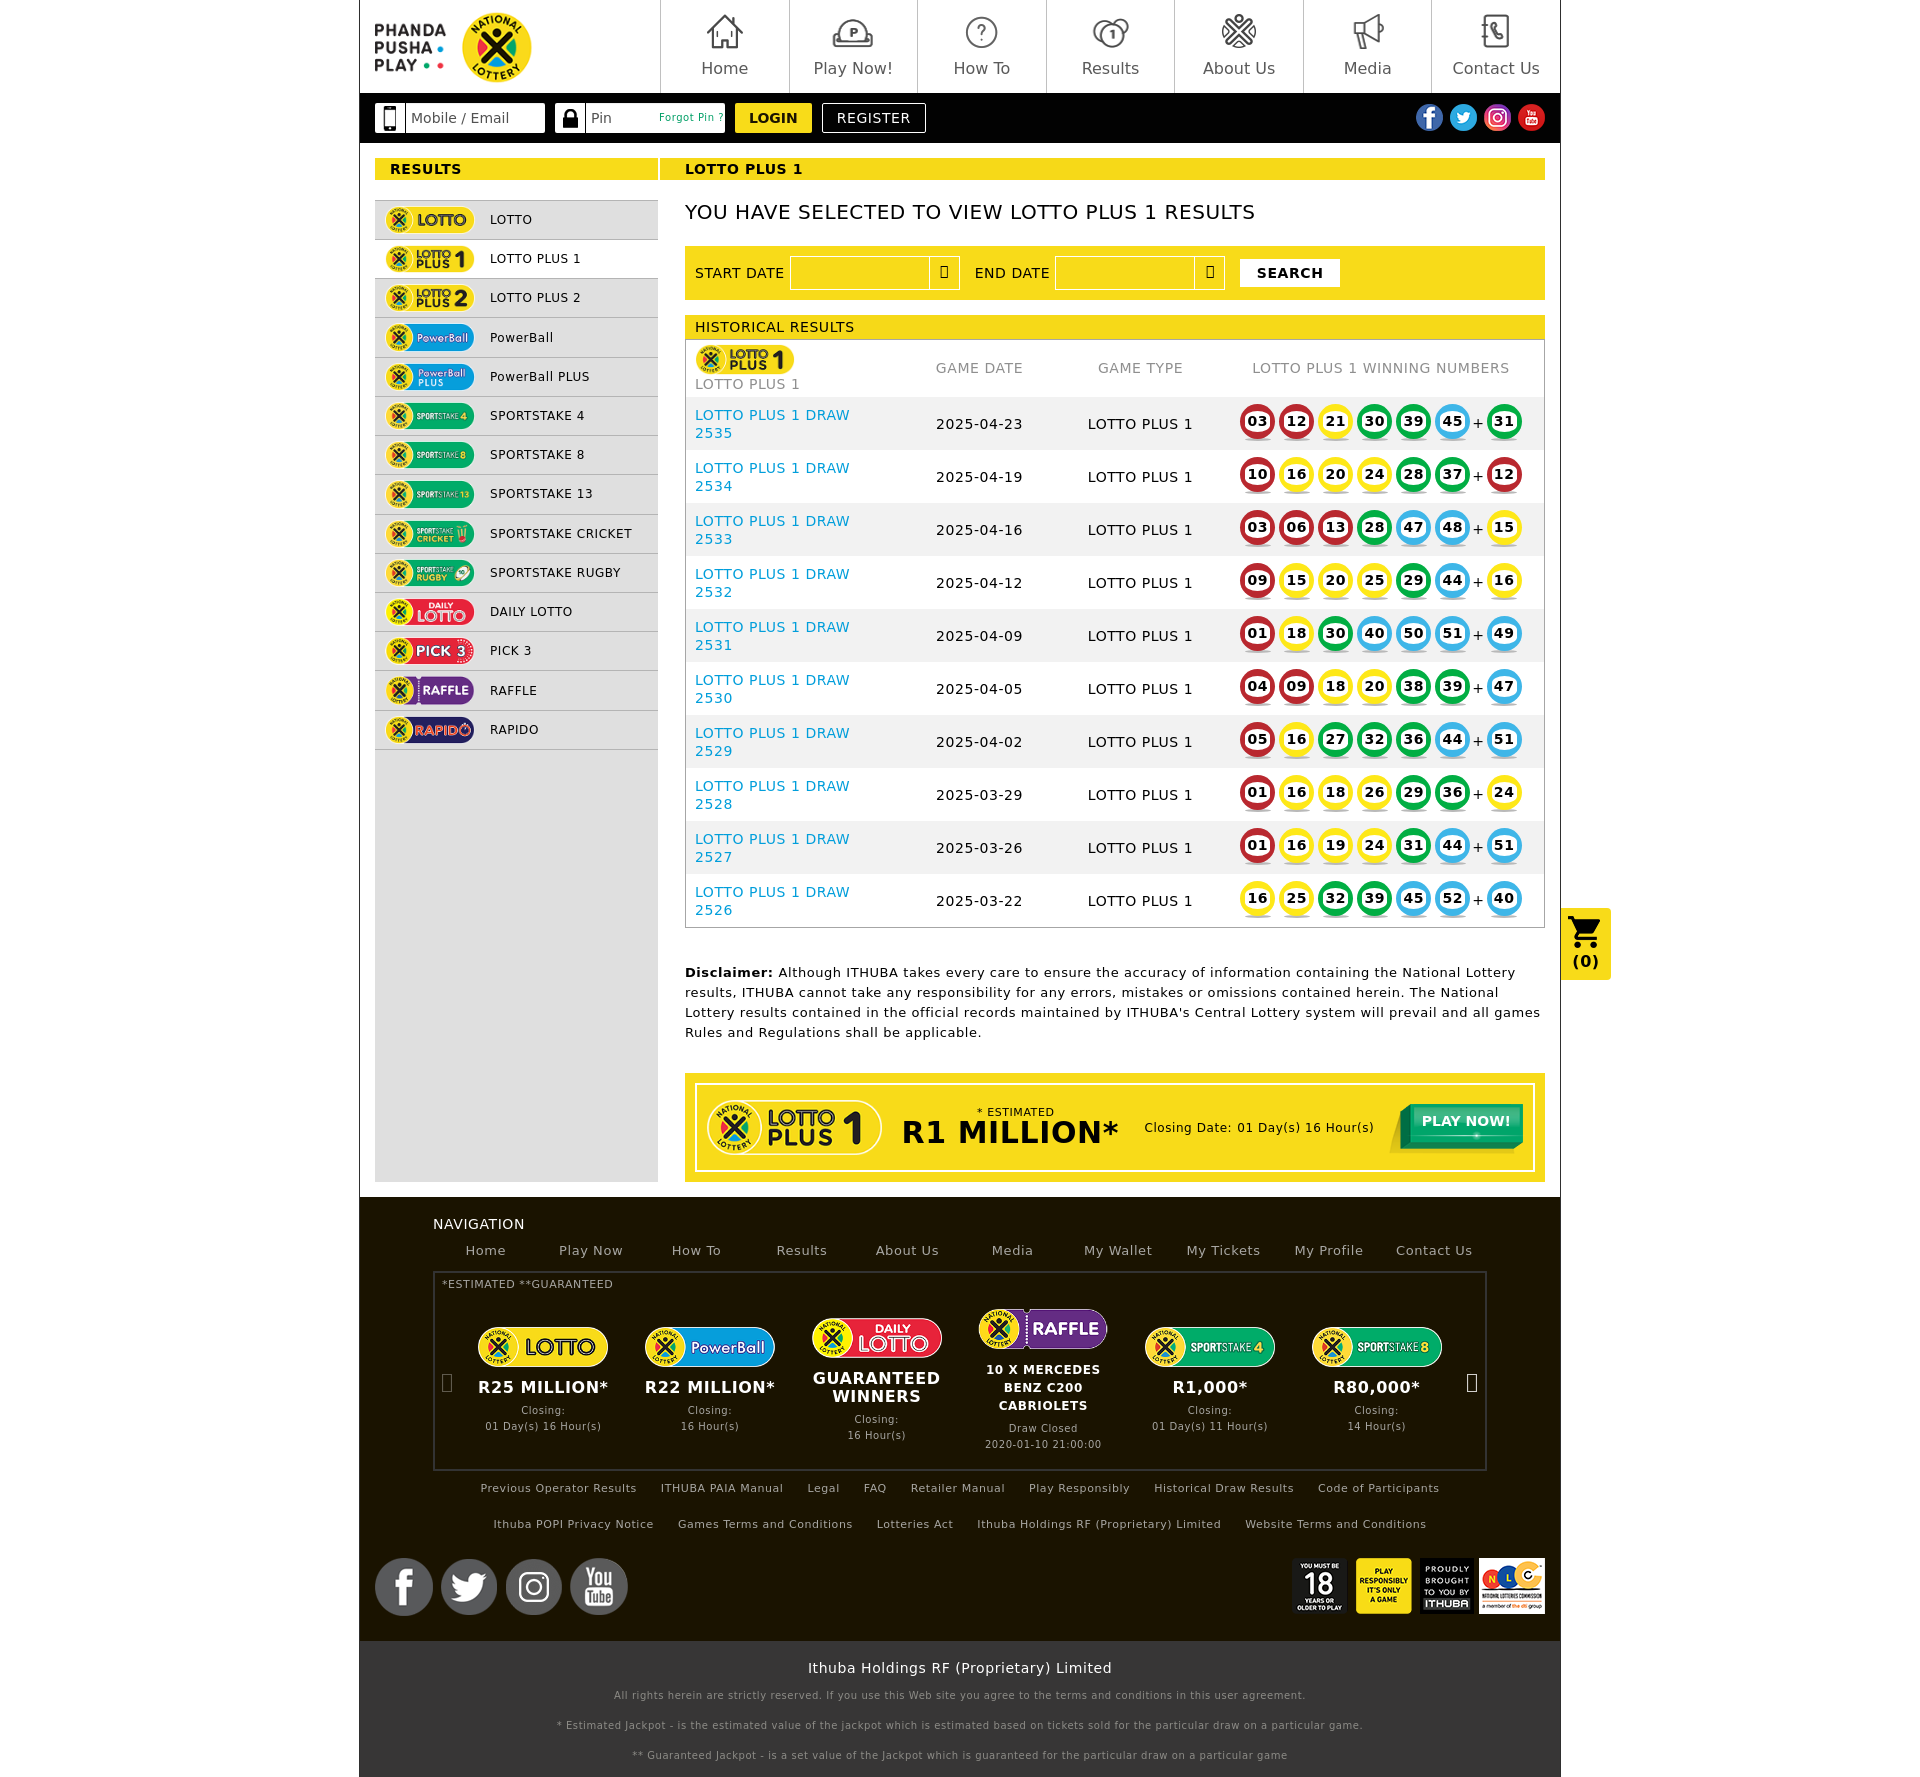 PHANDA
PUSHA
PLAY
NATIONAL
LOTTERY
Home
Play Now!
How To
Results
About Us
Media
Contact Us
Mobile / Email
Pin
Forgot Pin ?
LOGIN
REGISTER
RESULTS
LOTTO PLUS 1
LOTTO
LOTTO
LOTTO PLUS 1
LOTTO PLUS 1
LOTTO PLUS 2
LOTTO PLUS 2
PowerBall
PowerBall
PowerBall PLUS
PowerBall PLUS
SPORTSTAKE 4
SPORTSTAKE 4
SPORTSTAKE 8
SPORTSTAKE 8
SPORTSTAKE 13
SPORTSTAKE 13
SPORTSTAKE CRICKET
SPORTSTAKE CRICKET
SPORTSTAKE RUGBY
SPORTSTAKE RUGBY
DAILY LOTTO
DAILY LOTTO
PICK 3
PICK 3
RAFFLE
RAFFLE
RAPIDO
RAPIDO
YOU HAVE SELECTED TO VIEW LOTTO PLUS 1 RESULTS
START DATE
END DATE
SEARCH
HISTORICAL RESULTS
LOTTO PLUS 1
LOTTO PLUS 1
GAME DATE
GAME TYPE
LOTTO PLUS 1 WINNING NUMBERS
LOTTO PLUS 1 DRAW
2535
2025-04-23
LOTTO PLUS 1
03 12 21 30 39 45 + 31
LOTTO PLUS 1 DRAW
2534
2025-04-19
LOTTO PLUS 1
10 16 20 24 28 37 + 12
LOTTO PLUS 1 DRAW
2533
2025-04-16
LOTTO PLUS 1
03 06 13 28 47 48 + 15
LOTTO PLUS 1 DRAW
2532
2025-04-12
LOTTO PLUS 1
09 15 20 25 29 44 + 16
LOTTO PLUS 1 DRAW
2531
2025-04-09
LOTTO PLUS 1
01 18 30 40 50 51 + 49
LOTTO PLUS 1 DRAW
2530
2025-04-05
LOTTO PLUS 1
04 09 18 20 38 39 + 47
LOTTO PLUS 1 DRAW
2529
2025-04-02
LOTTO PLUS 1
05 16 27 32 36 44 + 51
LOTTO PLUS 1 DRAW
2528
2025-03-29
LOTTO PLUS 1
01 16 18 26 29 36 + 24
LOTTO PLUS 1 DRAW
2527
2025-03-26
LOTTO PLUS 1
01 16 19 24 31 44 + 51
LOTTO PLUS 1 DRAW
2526
2025-03-22
LOTTO PLUS 1
16 25 32 39 45 52 + 40
(0)
Disclaimer: Although ITHUBA takes every care to ensure the accuracy of information containing the National Lottery
results, ITHUBA cannot take any responsibility for any errors, mistakes or omissions contained herein. The National
Lottery results contained in the official records maintained by ITHUBA's Central Lottery system will prevail and all games
Rules and Regulations shall be applicable.
NATIONAL LOTTERY
LOTTO PLUS 1
* ESTIMATED
R1 MILLION*
Closing Date: 01 Day(s) 16 Hour(s)
PLAY NOW!
NAVIGATION
Home
Play Now
How To
Results
About Us
Media
My Wallet
My Tickets
My Profile
Contact Us
*ESTIMATED **GUARANTEED
LOTTO
R25 MILLION*
Closing:
01 Day(s) 16 Hour(s)
PowerBall
R22 MILLION*
Closing:
16 Hour(s)
DAILY LOTTO
GUARANTEED
WINNERS
Closing:
16 Hour(s)
RAFFLE
10 X MERCEDES
BENZ C200
CABRIOLETS
Draw Closed
2020-01-10 21:00:00
SPORTSTAKE 4
R1,000*
Closing:
01 Day(s) 11 Hour(s)
SPORTSTAKE 8
R80,000*
Closing:
14 Hour(s)
Previous Operator Results
ITHUBA PAIA Manual
Legal
FAQ
Retailer Manual
Play Responsibly
Historical Draw Results
Code of Participants
Ithuba POPI Privacy Notice
Games Terms and Conditions
Lotteries Act
Ithuba Holdings RF (Proprietary) Limited
Website Terms and Conditions
You
Tube
YOU MUST BE
18
YEARS OR
OLDER TO PLAY
PLAY
RESPONSIBLY
IT'S ONLY
A GAME
PROUDLY
BROUGHT
TO YOU BY
ITHUBA
NLC
NATIONAL LOTTERIES COMMISSION
a member of the dti group
Ithuba Holdings RF (Proprietary) Limited
All rights herein are strictly reserved. If you use this Web site you agree to the terms and conditions in this user agreement.
* Estimated Jackpot - is the estimated value of the jackpot which is estimated based on tickets sold for the particular draw on a particular game.
** Guaranteed Jackpot - is a set value of the Jackpot which is guaranteed for the particular draw on a particular game